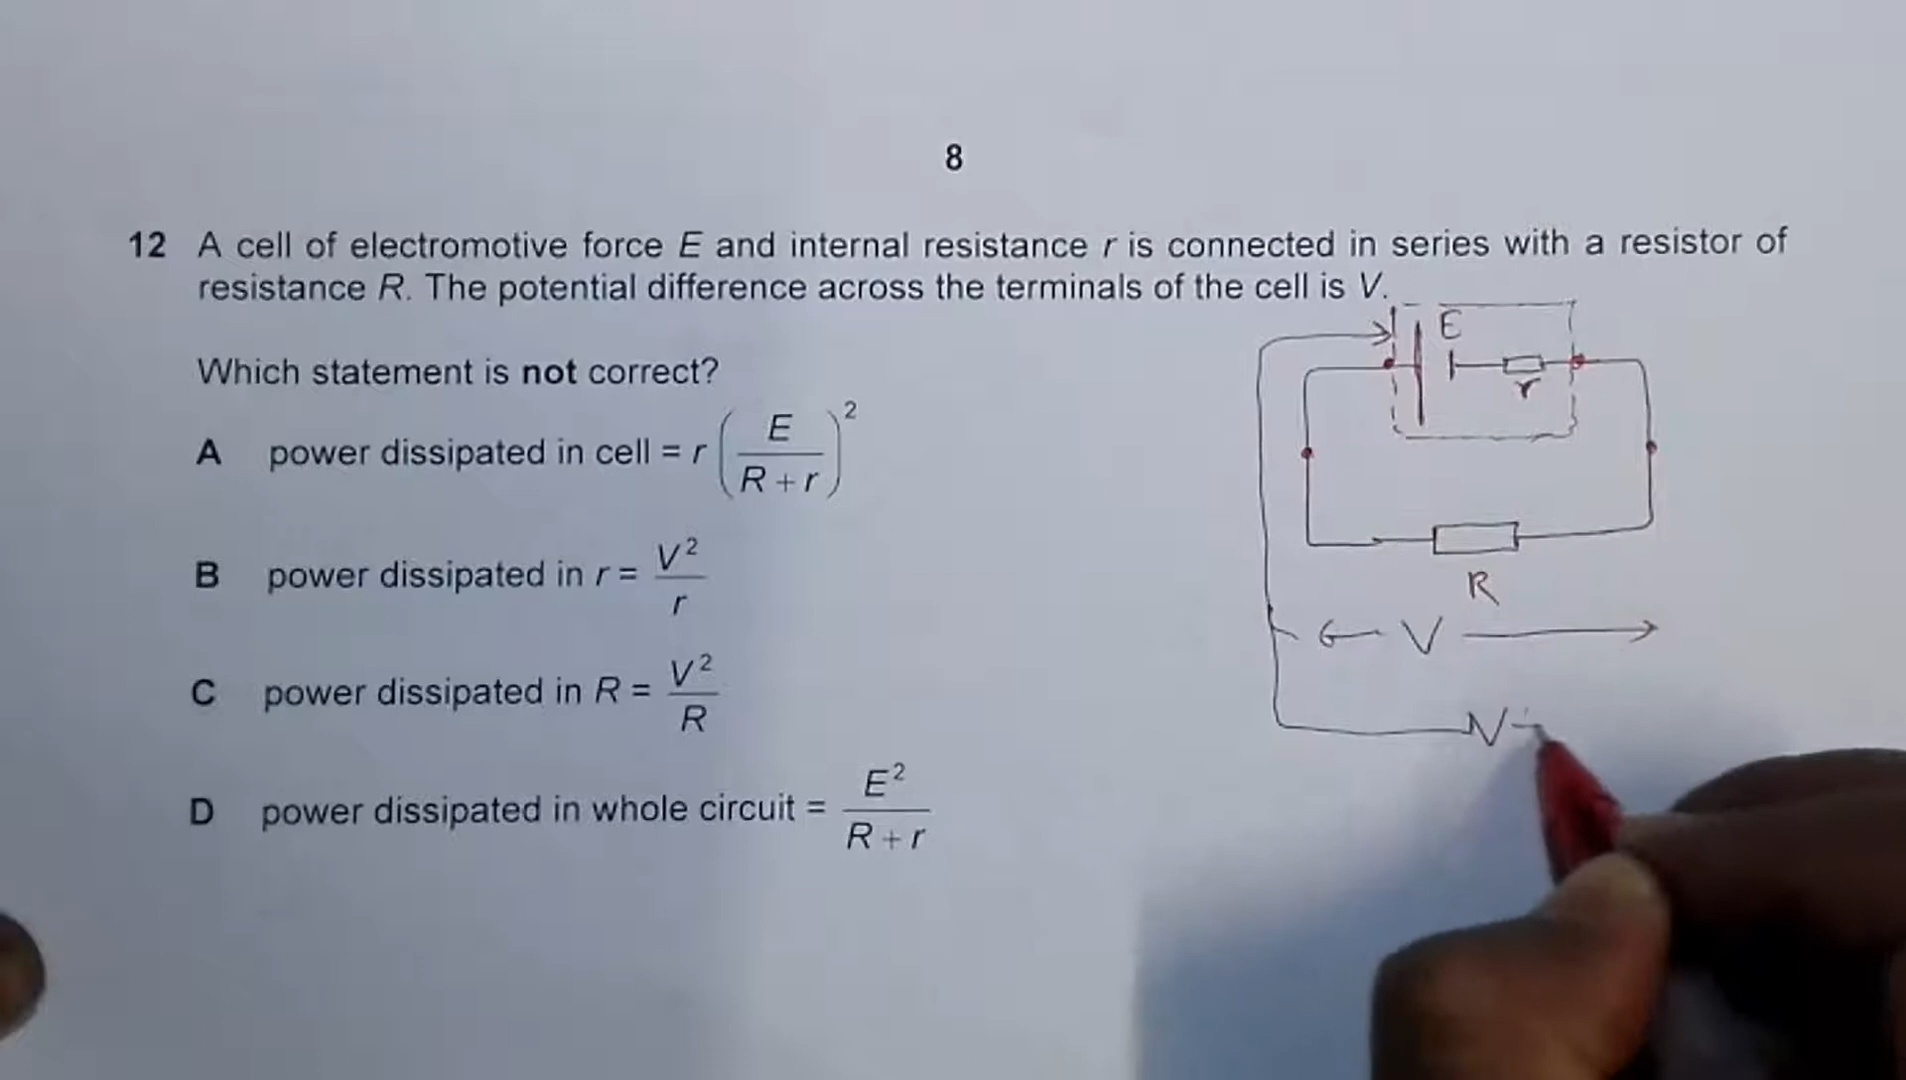 8
12 A cell of electromotive force E and internal resistance r is connected in series with a resistor of
resistance R. The potential difference across the terminals of the cell is V.
Which statement is not correct?
A power dissipated in cell = r (E / (R + r))²
B power dissipated in r = V² / r
C power dissipated in R = V² / R
D power dissipated in whole circuit = E² / (R + r)
E
r
R
V
V